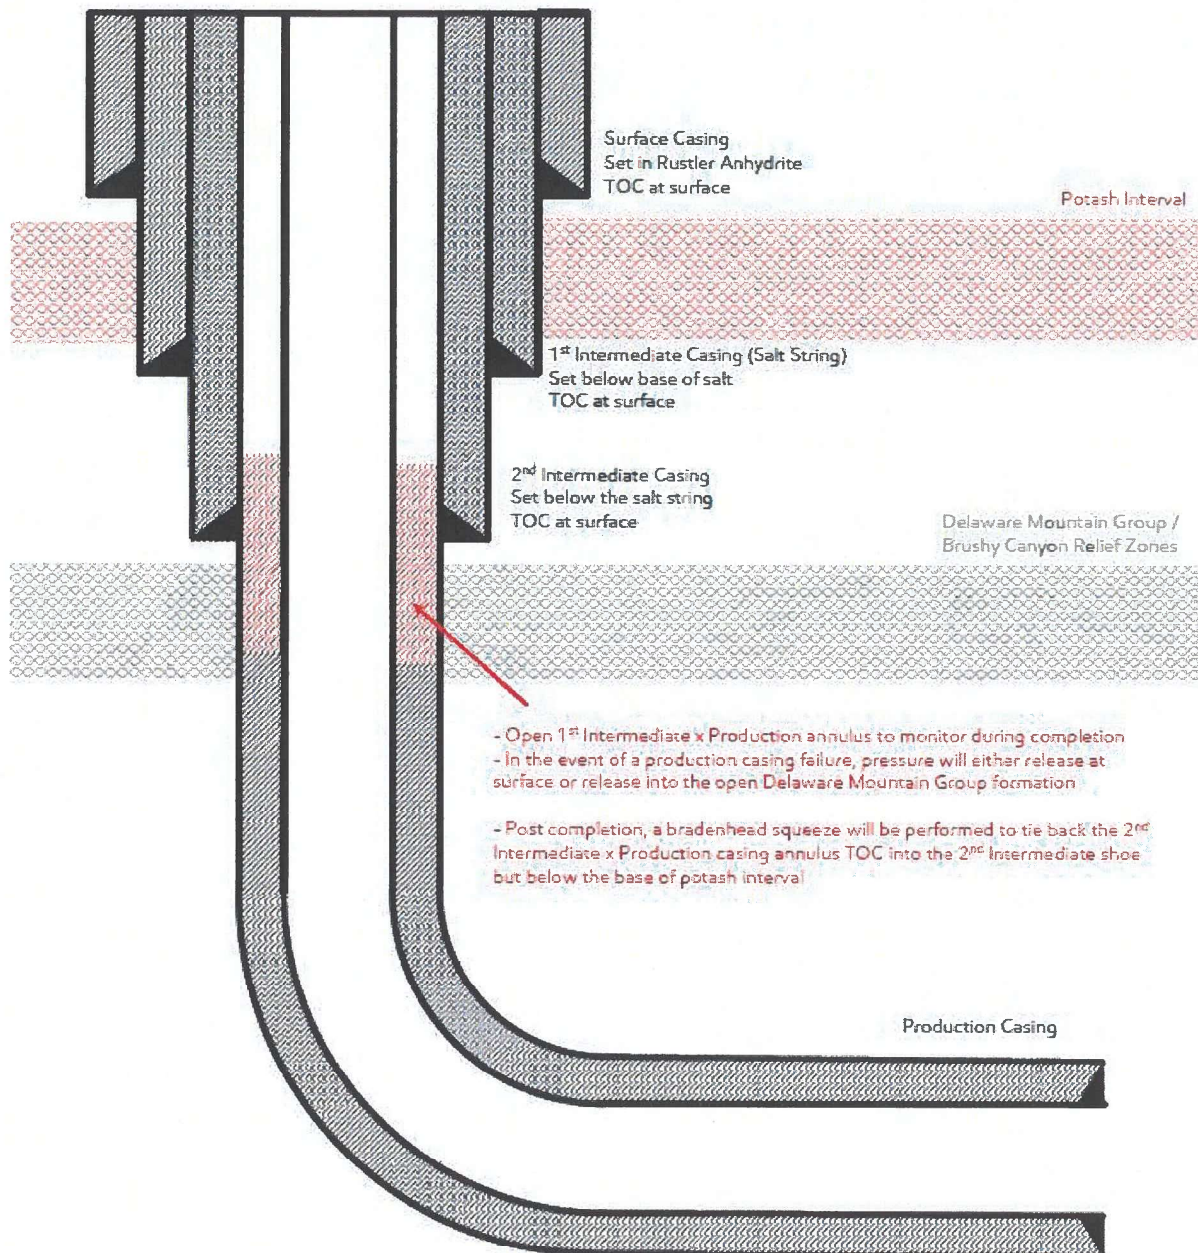 Surface Casing
Set in Rustler Anhydrite
TOC at surface
Potash Interval
1st Intermediate Casing (Salt String)
Set below base of salt
TOC at surface
2nd Intermediate Casing
Set below the salt string
TOC at surface
Delaware Mountain Group /
Brushy Canyon Relief Zones
- Open 1st Intermediate x Production annulus to monitor during completion
- In the event of a production casing failure, pressure will either release at
surface or release into the open Delaware Mountain Group formation
- Post completion, a bradenhead squeeze will be performed to tie back the 2nd
Intermediate x Production casing annulus TOC into the 2nd Intermediate shoe
but below the base of potash interval
Production Casing